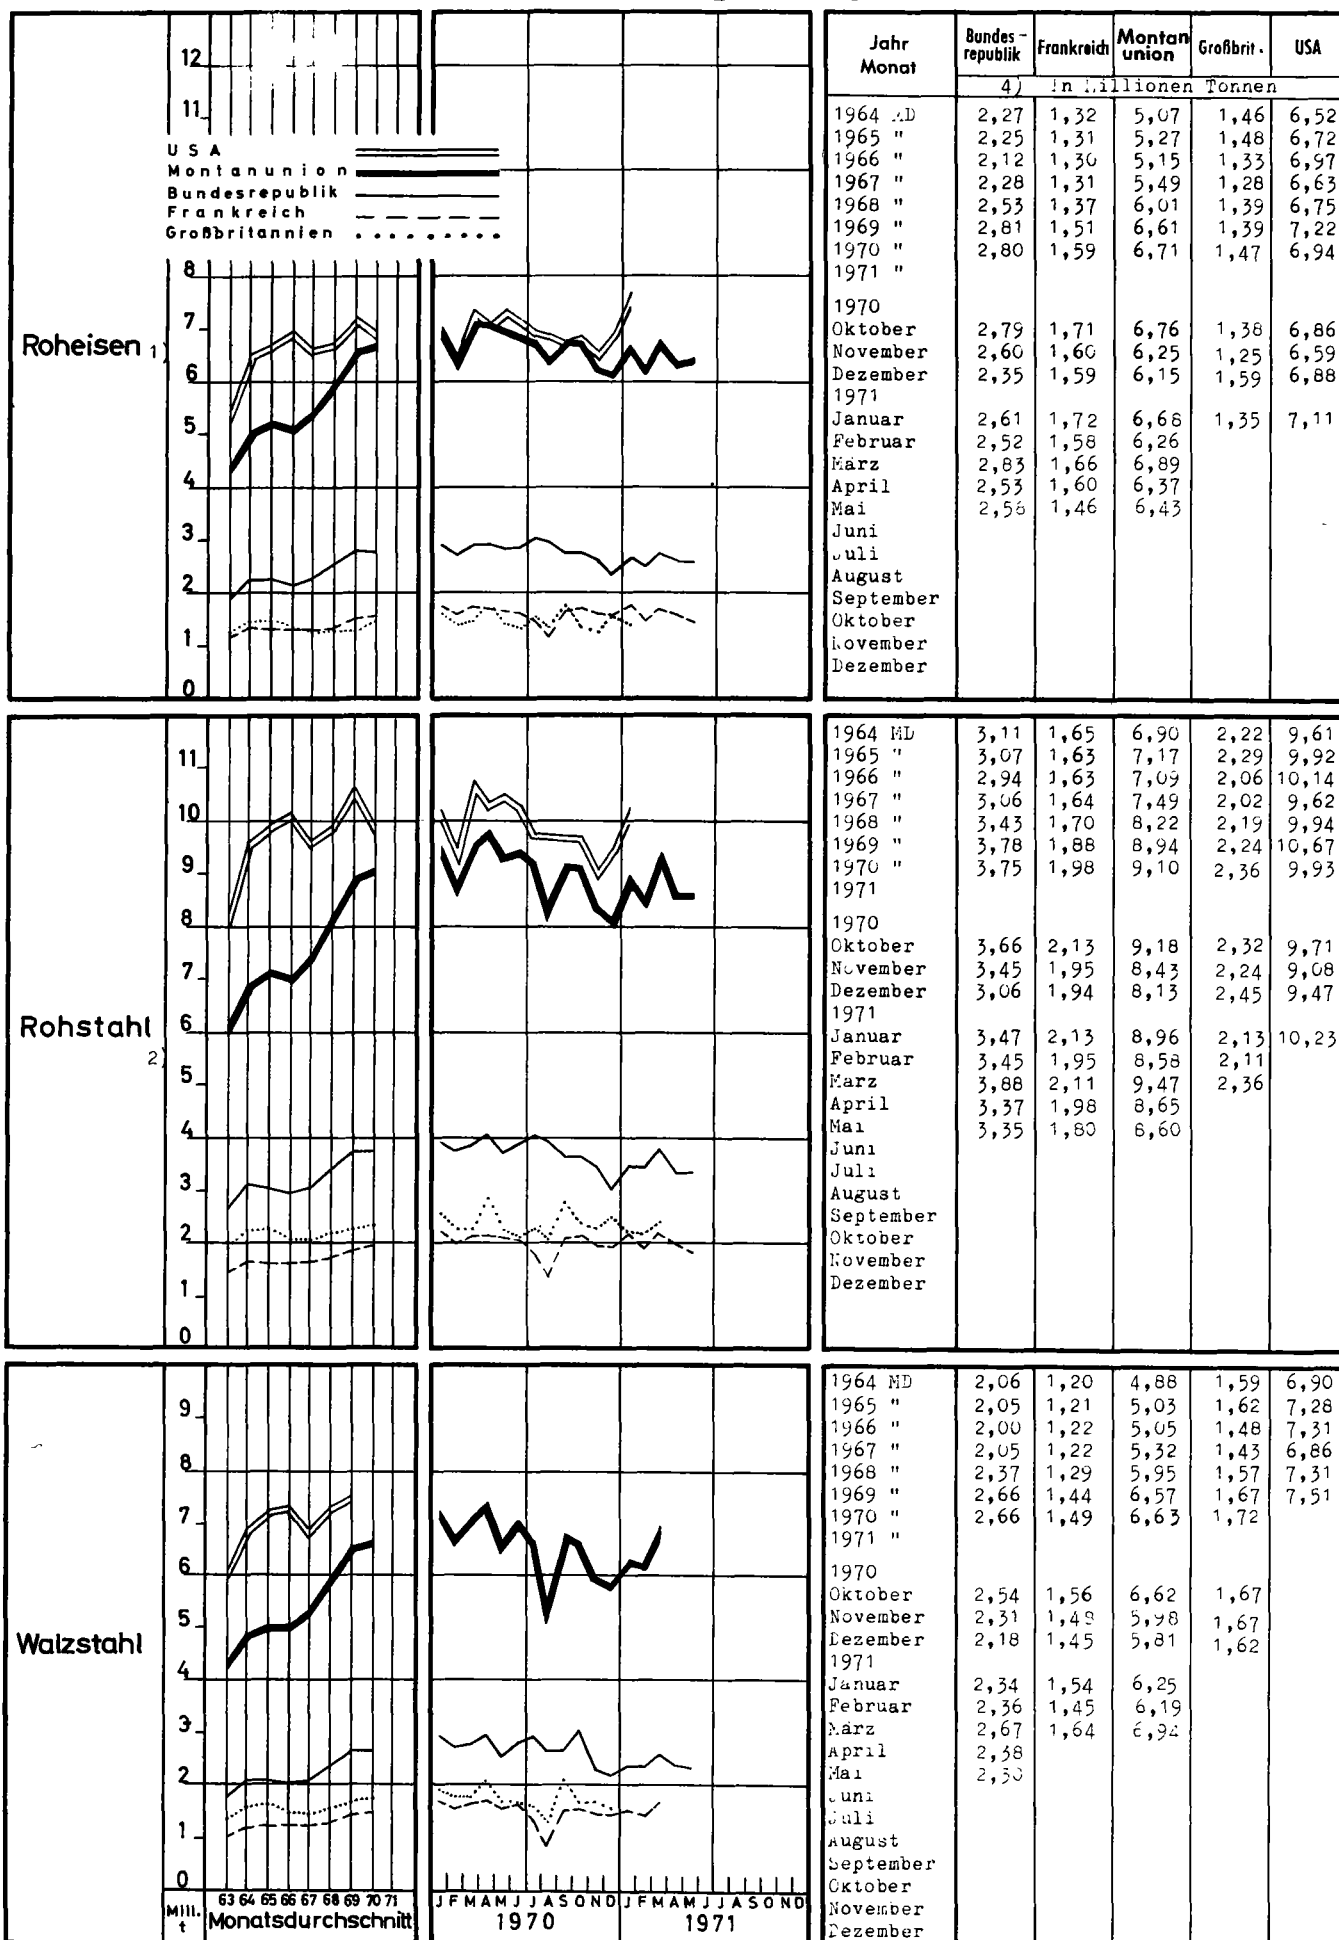 Jahr Monat | Bundes-republik | Frankreich | Montan union | Großbrit. | USA
4) in Millionen Tonnen
12
11
USA
Montanunion
Bundesrepublik
Frankreich
Großbritannien
8
7
6
5
4
3
2
1
0
Roheisen 1)
1964 MD 2,27 1,32 5,07 1,46 6,52
1965 " 2,25 1,31 5,27 1,48 6,72
1966 " 2,12 1,30 5,15 1,33 6,97
1967 " 2,28 1,31 5,49 1,28 6,63
1968 " 2,53 1,37 6,01 1,39 6,75
1969 " 2,81 1,51 6,61 1,39 7,22
1970 " 2,80 1,59 6,71 1,47 6,94
1971 "
1970
Oktober 2,79 1,71 6,76 1,38 6,86
November 2,60 1,60 6,25 1,25 6,59
Dezember 2,35 1,59 6,15 1,59 6,88
1971
Januar 2,61 1,72 6,68 1,35 7,11
Februar 2,52 1,58 6,26
März 2,83 1,66 6,89
April 2,53 1,60 6,37
Mai 1,46 6,43
Juni
Juli
August
September
Oktober
November
Dezember
11
10
9
8
7
6
5
4
3
2
1
0
Rohstahl 2)
1964 MD 3,11 1,65 6,90 2,22 9,61
1965 " 3,07 1,63 7,17 2,29 9,92
1966 " 2,94 1,63 7,09 2,06 10,14
1967 " 3,06 1,64 7,49 2,02 9,62
1968 " 3,43 1,70 8,22 2,19 9,94
1969 " 3,78 1,88 8,94 2,24 10,67
1970 " 3,75 1,98 9,10 2,36 9,93
1971
1970
Oktober 3,66 2,13 9,18 2,32 9,71
November 3,45 1,95 8,43 2,24 9,08
Dezember 3,06 1,94 8,13 2,45 9,47
1971
Januar 3,47 2,13 8,96 2,13 10,23
Februar 3,45 1,95 8,58 2,11
März 3,88 2,11 9,47 2,36
April 3,37 1,98 8,65
Mai 3,35 1,80
Juni
Juli
August
September
Oktober
November
Dezember
9
8
7
6
5
4
3
2
1
0
Walzstahl
1964 MD 2,06 1,20 4,88 1,59 6,90
1965 " 2,05 1,21 5,03 1,62 7,28
1966 " 2,00 1,22 5,05 1,48 7,31
1967 " 2,05 1,22 5,32 1,43 6,86
1968 " 2,37 1,29 5,95 1,57 7,31
1969 " 2,66 1,44 6,57 1,67 7,51
1970 " 2,66 1,49 6,63 1,72
1971 "
1970
Oktober 2,54 1,56 6,62 1,67
November 2,31 1,49 5,98 1,67
Dezember 2,18 1,45 5,81 1,62
1971
Januar 2,34 1,54 6,25
Februar 2,36 1,45 6,19
März 2,67 1,64 6,94
April 2,38
Mai 2,30
Juni
Juli
August
September
Oktober
November
Dezember
Mill. t
63 64 65 66 67 68 69 70 71
Monatsdurchschnitt
J F M A M J J A S O N D J F M A M J J A S O N D
1970 1971